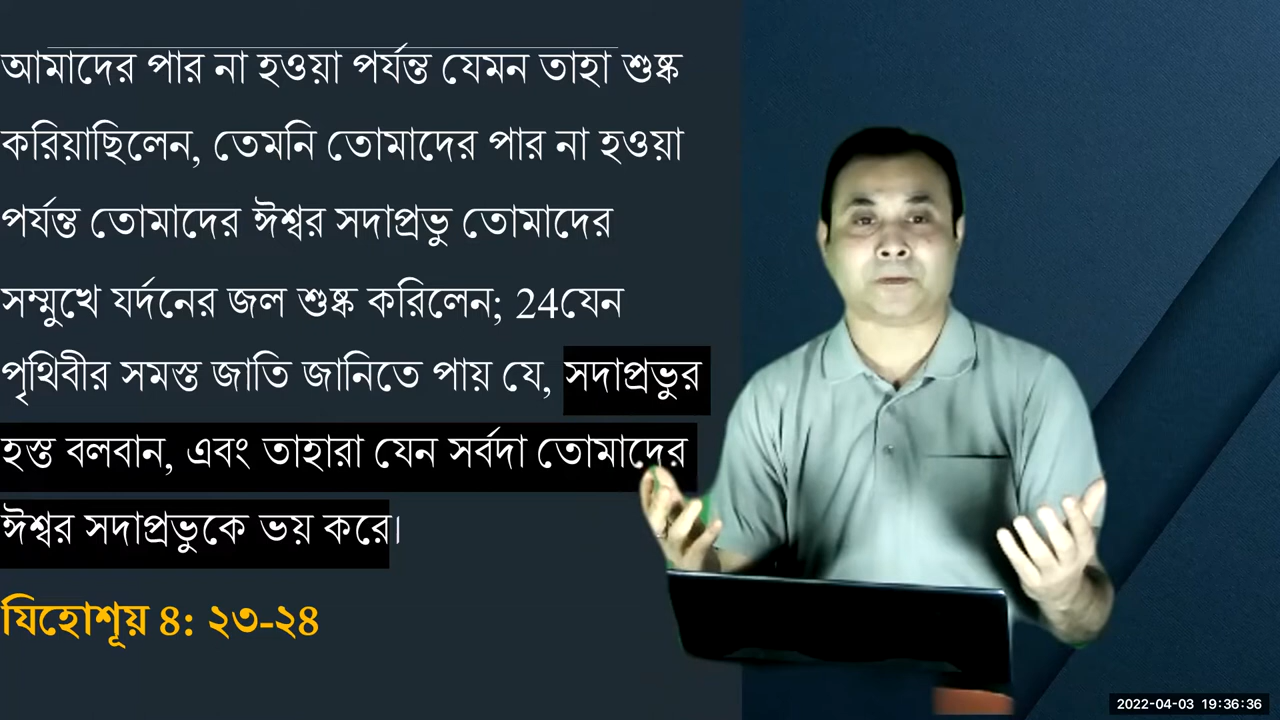 আমাদের পার না হওয়া পর্যন্ত যেমন তাহা শুষ্ক
করিয়াছিলেন, তেমনি তোমাদের পার না হওয়া
পর্যন্ত তোমাদের ঈশ্বর সদাপ্রভু তোমাদের
সম্মুখে যর্দনের জল শুষ্ক করিলেন; 24যেন
পৃথিবীর সমস্ত জাতি জানিতে পায় যে, সদাপ্রভুর
হস্ত বলবান, এবং তাহারা যেন সর্বদা তোমাদের
ঈশ্বর সদাপ্রভুকে ভয় করে।
যিহোশূয় ৪: ২৩-২৪
2022-04-03 19:36:36